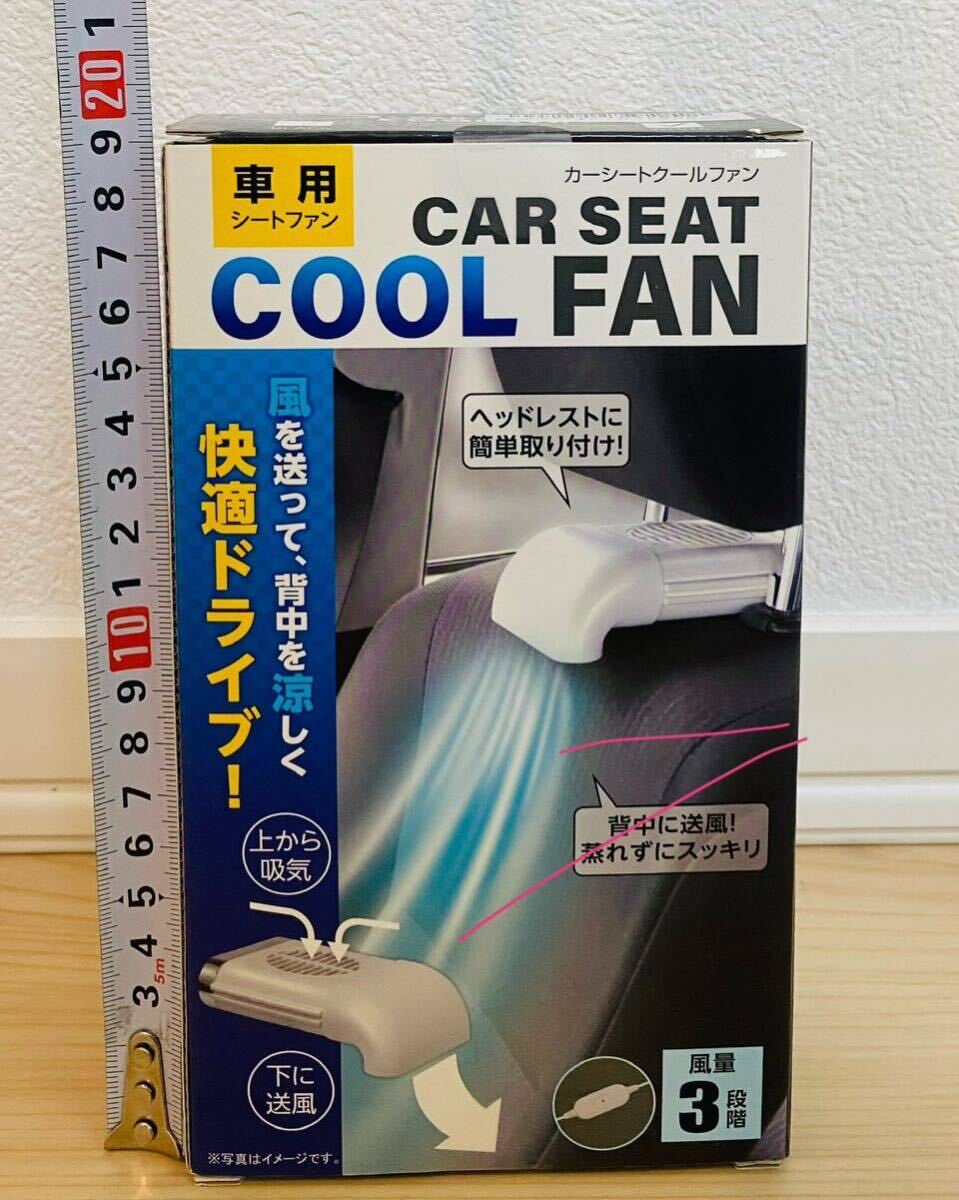 車用
シートファン
カーシートクールファン
CAR SEAT
COOL FAN
風を送って、背中を涼しく
快適ドライブ!
ヘッドレストに
簡単取り付け!
背中に送風!
蒸れずにスッキリ
上から
吸気
下に
送風
風量
3段階
※写真はイメージです。
1
20
9
8
7
6
5
4
3
2
1
10
9
8
7
6
5
4
3
5m